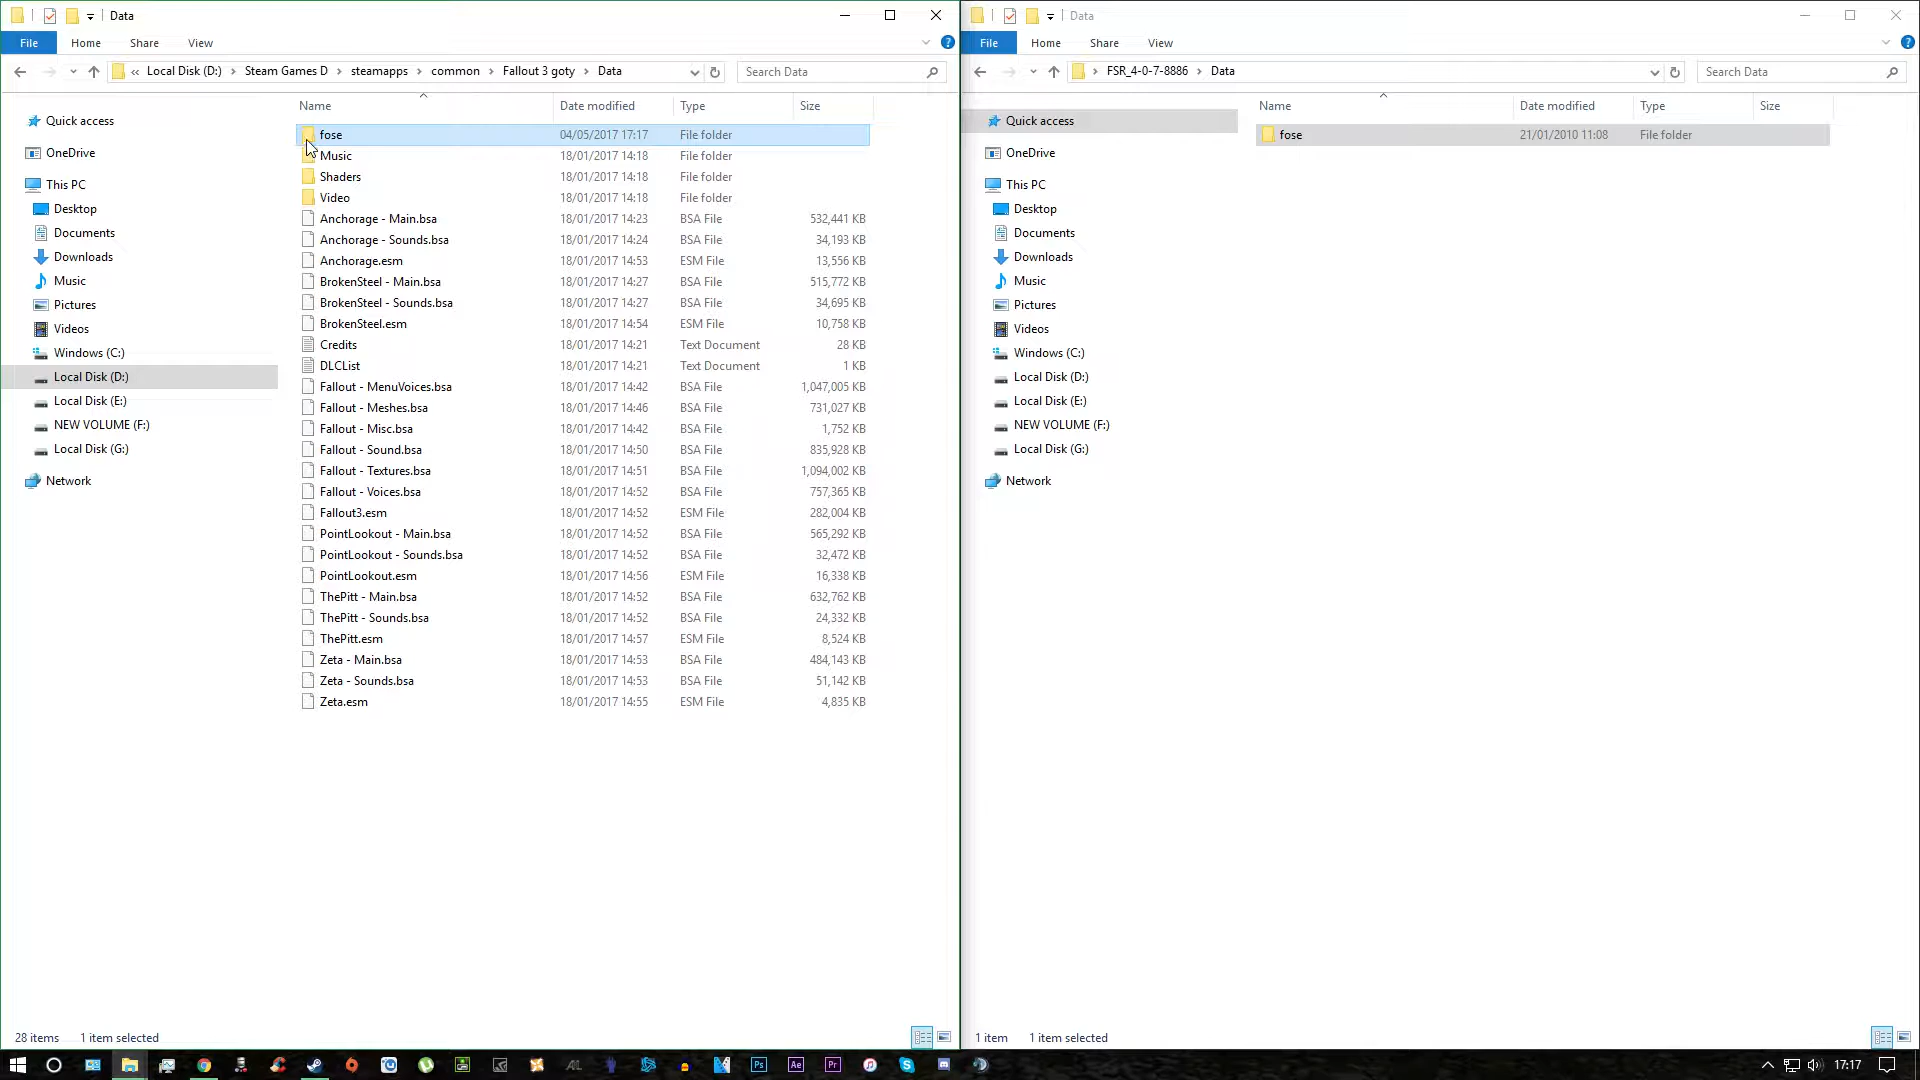 Data
File Home Share View
« Local Disk (D:) › Steam Games D › steamapps › common › Fallout 3 goty › Data
Search Data
Quick access
OneDrive
This PC
Desktop
Documents
Downloads
Music
Pictures
Videos
Windows (C:)
Local Disk (D:)
Local Disk (E:)
NEW VOLUME (F:)
Local Disk (G:)
Network
Name Date modified Type Size
fose 04/05/2017 17:17 File folder
Music 18/01/2017 14:18 File folder
Shaders 18/01/2017 14:18 File folder
Video 18/01/2017 14:18 File folder
Anchorage - Main.bsa 18/01/2017 14:23 BSA File 532,441 KB
Anchorage - Sounds.bsa 18/01/2017 14:24 BSA File 34,193 KB
Anchorage.esm 18/01/2017 14:53 ESM File 13,556 KB
BrokenSteel - Main.bsa 18/01/2017 14:27 BSA File 515,772 KB
BrokenSteel - Sounds.bsa 18/01/2017 14:27 BSA File 34,695 KB
BrokenSteel.esm 18/01/2017 14:54 ESM File 10,758 KB
Credits 18/01/2017 14:21 Text Document 28 KB
DLCList 18/01/2017 14:21 Text Document 1 KB
Fallout - MenuVoices.bsa 18/01/2017 14:42 BSA File 1,047,005 KB
Fallout - Meshes.bsa 18/01/2017 14:46 BSA File 731,027 KB
Fallout - Misc.bsa 18/01/2017 14:42 BSA File 1,752 KB
Fallout - Sound.bsa 18/01/2017 14:50 BSA File 835,928 KB
Fallout - Textures.bsa 18/01/2017 14:51 BSA File 1,094,002 KB
Fallout - Voices.bsa 18/01/2017 14:52 BSA File 757,365 KB
Fallout3.esm 18/01/2017 14:52 ESM File 282,004 KB
PointLookout - Main.bsa 18/01/2017 14:52 BSA File 565,292 KB
PointLookout - Sounds.bsa 18/01/2017 14:52 BSA File 32,472 KB
PointLookout.esm 18/01/2017 14:56 ESM File 16,338 KB
ThePitt - Main.bsa 18/01/2017 14:52 BSA File 632,762 KB
ThePitt - Sounds.bsa 18/01/2017 14:52 BSA File 24,332 KB
ThePitt.esm 18/01/2017 14:57 ESM File 8,524 KB
Zeta - Main.bsa 18/01/2017 14:53 BSA File 484,143 KB
Zeta - Sounds.bsa 18/01/2017 14:53 BSA File 51,142 KB
Zeta.esm 18/01/2017 14:55 ESM File 4,835 KB
28 items 1 item selected
Data
File Home Share View
› FSR_4-0-7-8886 › Data
Search Data
Quick access
OneDrive
This PC
Desktop
Documents
Downloads
Music
Pictures
Videos
Windows (C:)
Local Disk (D:)
Local Disk (E:)
NEW VOLUME (F:)
Local Disk (G:)
Network
Name Date modified Type Size
fose 21/01/2010 11:08 File folder
1 item 1 item selected
Ps Ae Pr
17:17